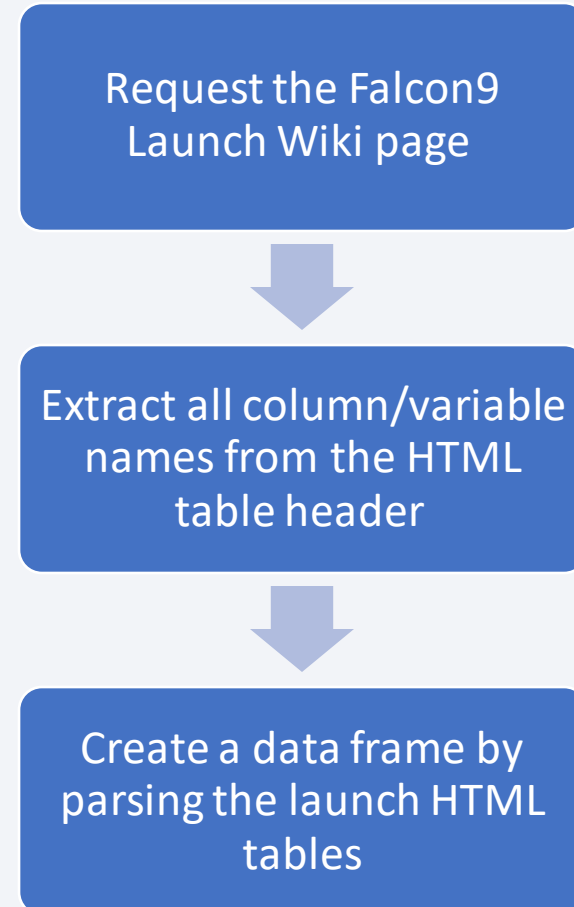 Request the Falcon9
Launch Wiki page
Extract all column/variable
names from the HTML
table header
Create a data frame by
parsing the launch HTML
tables